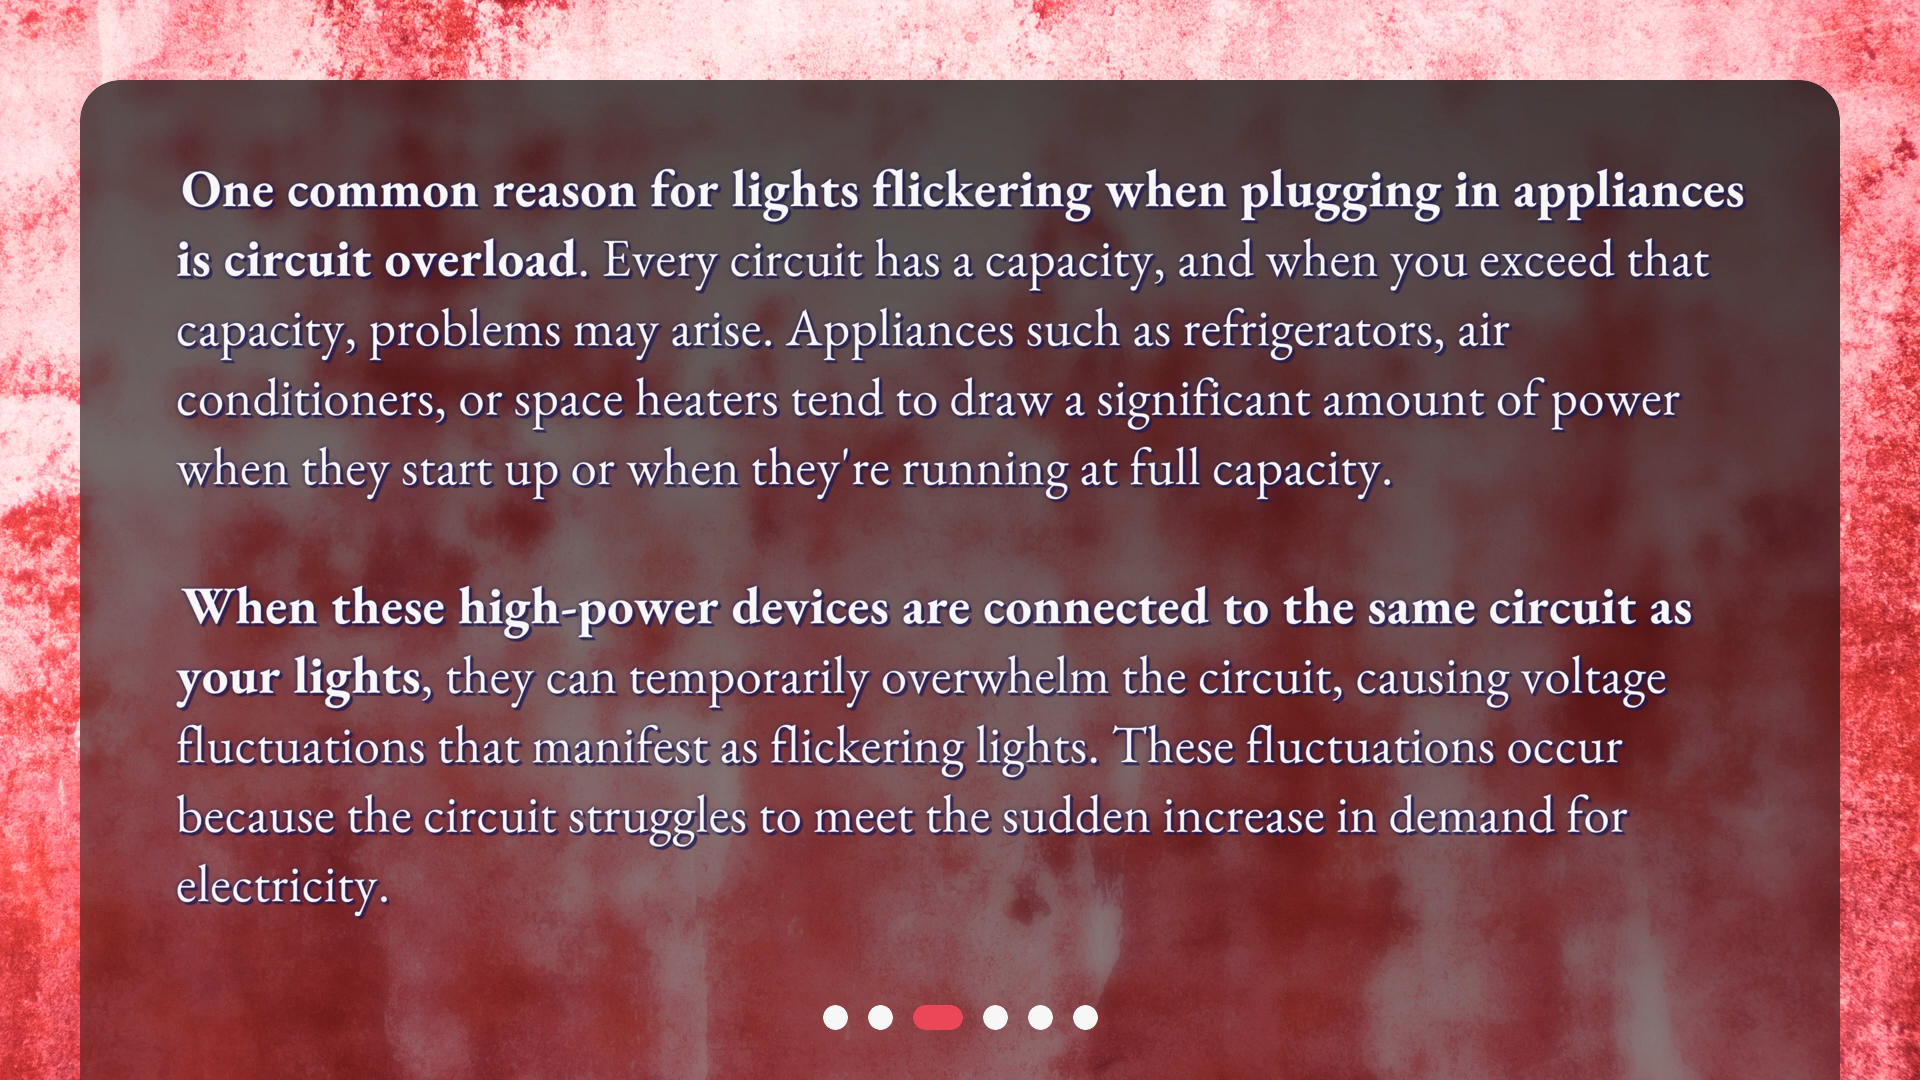 One common reason for lights flickering when plugging in appliances
is circuit overload. Every circuit has a capacity, and when you exceed that
capacity, problems may arise. Appliances such as refrigerators, air
conditioners, or space heaters tend to draw a significant amount of power
when they start up or when they're running at full capacity.
When these high-power devices are connected to the same circuit as
your lights, they can temporarily overwhelm the circuit, causing voltage
fluctuations that manifest as flickering lights. These fluctuations occur
because the circuit struggles to meet the sudden increase in demand for
electricity.